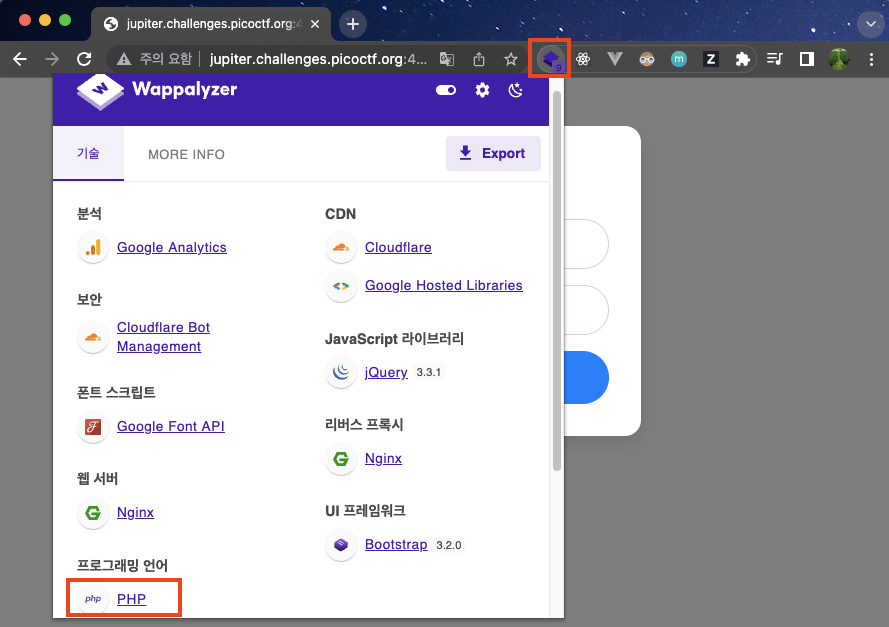 jupiter.challenges.picoctf.org:4
주의 요함
jupiter.challenges.picoctf.org:4...
9
m
Z
Wappalyzer
기술
MORE INFO
Export
분석
Google Analytics
보안
Cloudflare Bot
Management
폰트 스크립트
Google Font API
웹 서버
Nginx
프로그래밍 언어
php
PHP
CDN
Cloudflare
Google Hosted Libraries
JavaScript 라이브러리
jQuery 3.3.1
리버스 프록시
Nginx
UI 프레임워크
Bootstrap 3.2.0